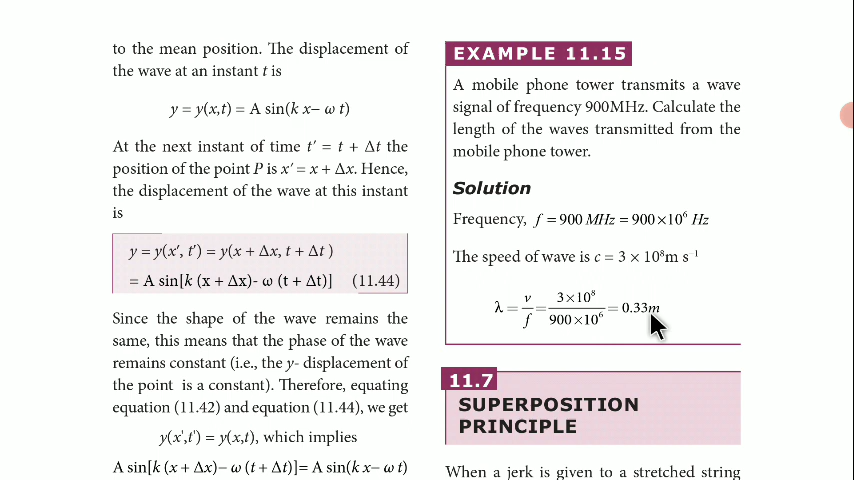 to the mean position. The displacement of
the wave at an instant t is
y = y(x,t) = A sin(k x– ω t)
At the next instant of time t′ = t + Δt the
position of the point P is x′ = x + Δx. Hence,
the displacement of the wave at this instant
is
y = y(x′, t′) = y(x + Δx, t + Δt )
= A sin[k (x + Δx)- ω (t + Δt)] (11.44)
Since the shape of the wave remains the
same, this means that the phase of the wave
remains constant (i.e., the y- displacement of
the point is a constant). Therefore, equating
equation (11.42) and equation (11.44), we get
y(x′,t′) = y(x,t), which implies
A sin[k (x + Δx)– ω (t + Δt)]= A sin(k x– ω t)
EXAMPLE 11.15
A mobile phone tower transmits a wave
signal of frequency 900MHz. Calculate the
length of the waves transmitted from the
mobile phone tower.
Solution
Frequency, f = 900 MHz = 900×10⁶ Hz
The speed of wave is c = 3 × 10⁸m s ⁻¹
λ = v/f = 3×10⁸/900×10⁶ = 0.33m
11.7
SUPERPOSITION
PRINCIPLE
When a jerk is given to a stretched string